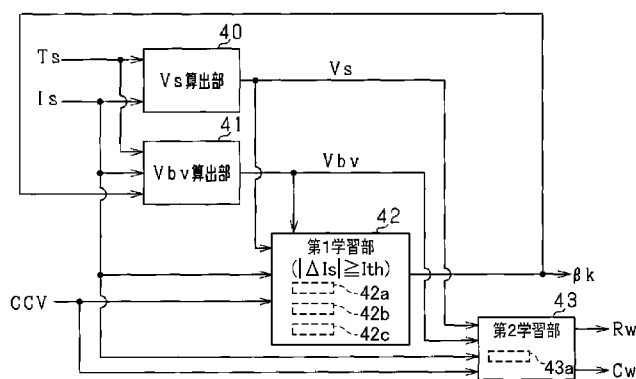 40
Ts
Vs算出部
Vs
Is
41
Vbv算出部
Vbv
42
第1学習部
(|ΔIs|≧Ith)
βk
42a
42b
42c
CCV
43
第2学習部
Rw
43a
Cw